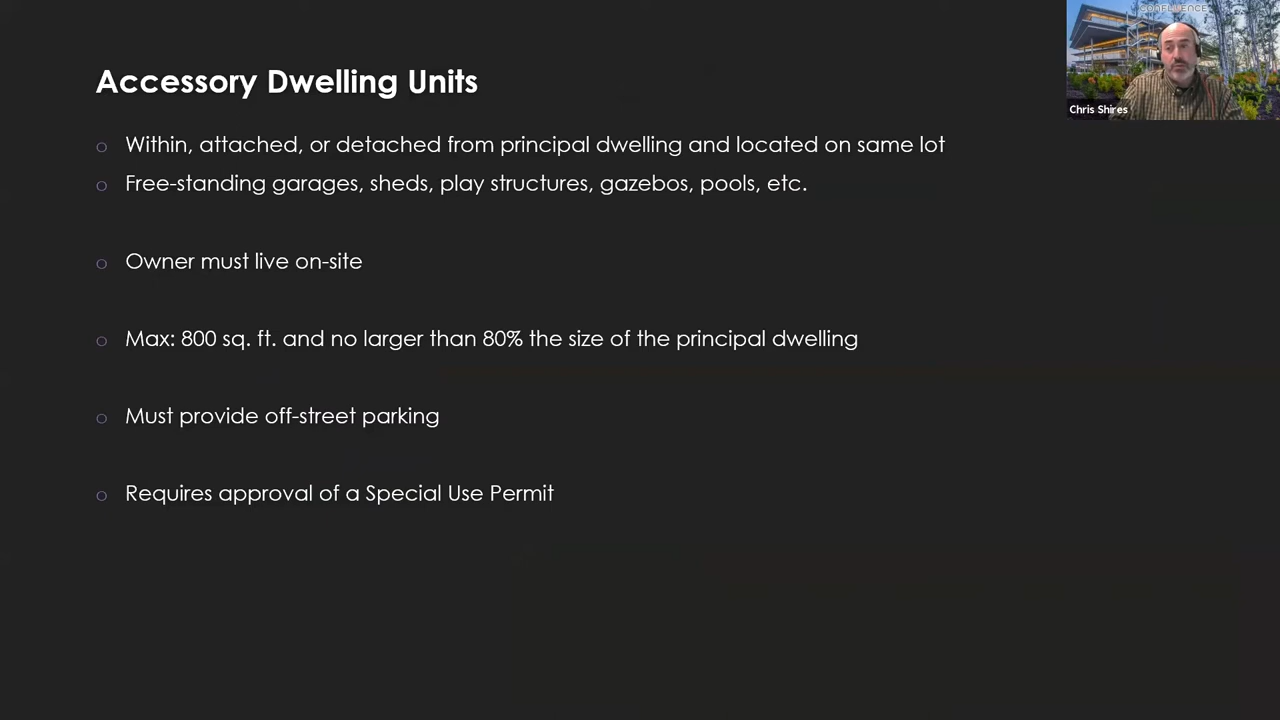 CONFLUENCE
Chris Shires
Accessory Dwelling Units
Within, attached, or detached from principal dwelling and located on same lot
Free-standing garages, sheds, play structures, gazebos, pools, etc.
Owner must live on-site
Max: 800 sq. ft. and no larger than 80% the size of the principal dwelling
Must provide off-street parking
Requires approval of a Special Use Permit